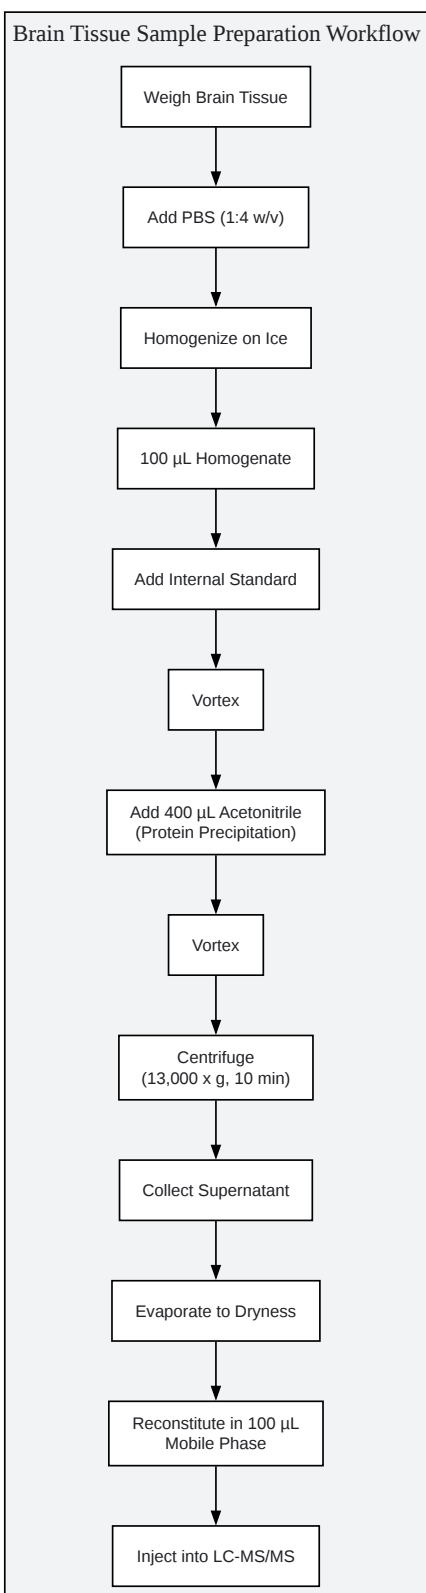 Brain Tissue Sample Preparation Workflow
Weigh Brain Tissue
Add PBS (1:4 w/v)
Homogenize on Ice
100 µL Homogenate
Add Internal Standard
Vortex
Add 400 µL Acetonitrile
(Protein Precipitation)
Vortex
Centrifuge
(13,000 x g, 10 min)
Collect Supernatant
Evaporate to Dryness
Reconstitute in 100 µL
Mobile Phase
Inject into LC-MS/MS